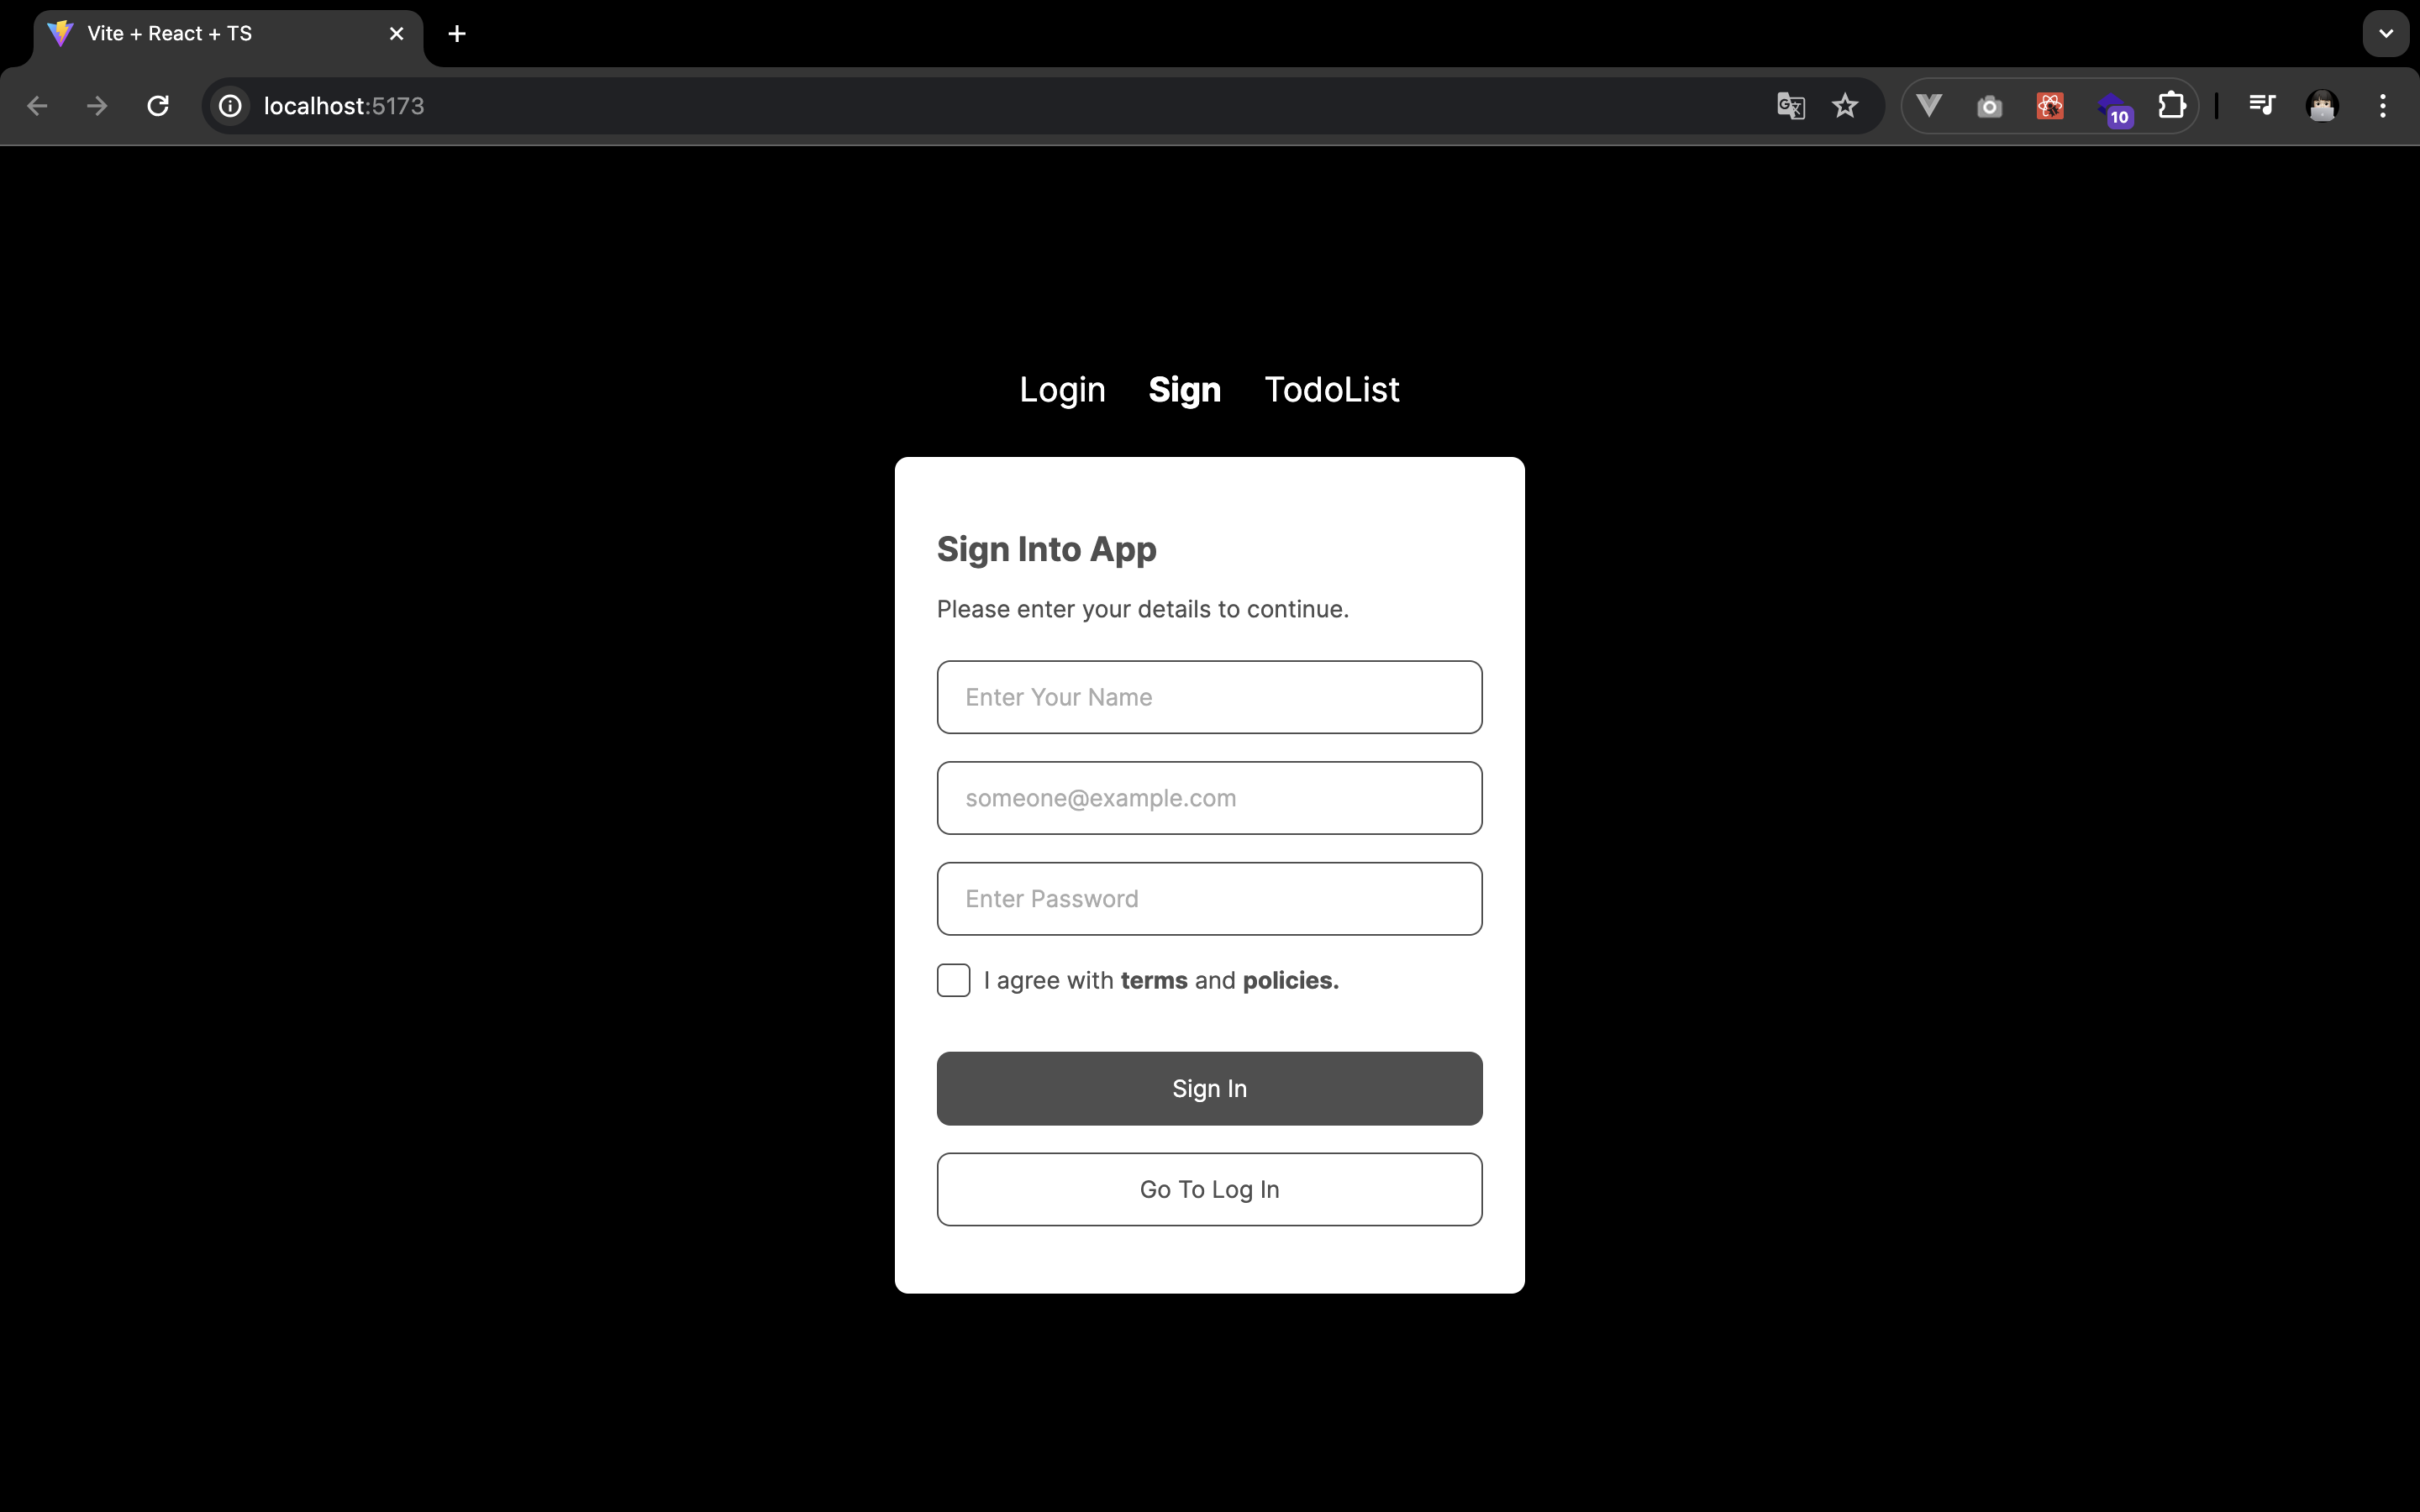 Vite + React + TS
localhost:5173
10
Login Sign TodoList
Sign Into App
Please enter your details to continue.
Enter Your Name
someone@example.com
Enter Password
I agree with terms and policies.
Sign In
Go To Log In